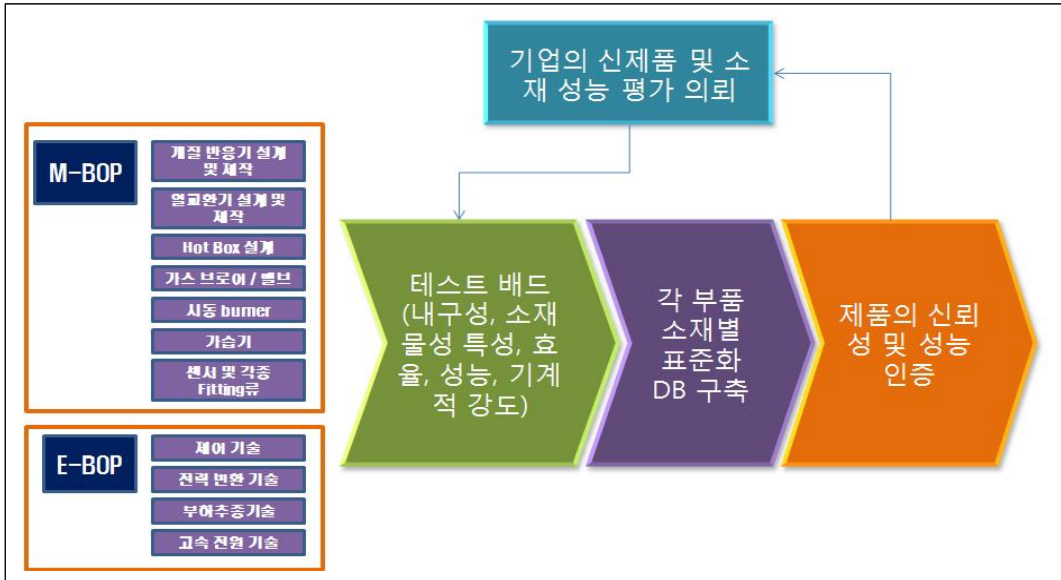 기업의 신제품 및 소
재 성능 평가 의뢰
M-BOP
개질 반응기 설계
및 제작
열교환기 설계 및
제작
Hot Box 설계
가스 브로어 / 밸브
시동 burner
가습기
센서 및 각종
Fitting류
E-BOP
제어 기술
전력 변환 기술
부하추종기술
고속 전원 기술
테스트 배드
(내구성, 소재
물성 특성, 효
율, 성능, 기계
적 강도)
각 부품
소재별
표준화
DB 구축
제품의 신뢰
성 및 성능
인증